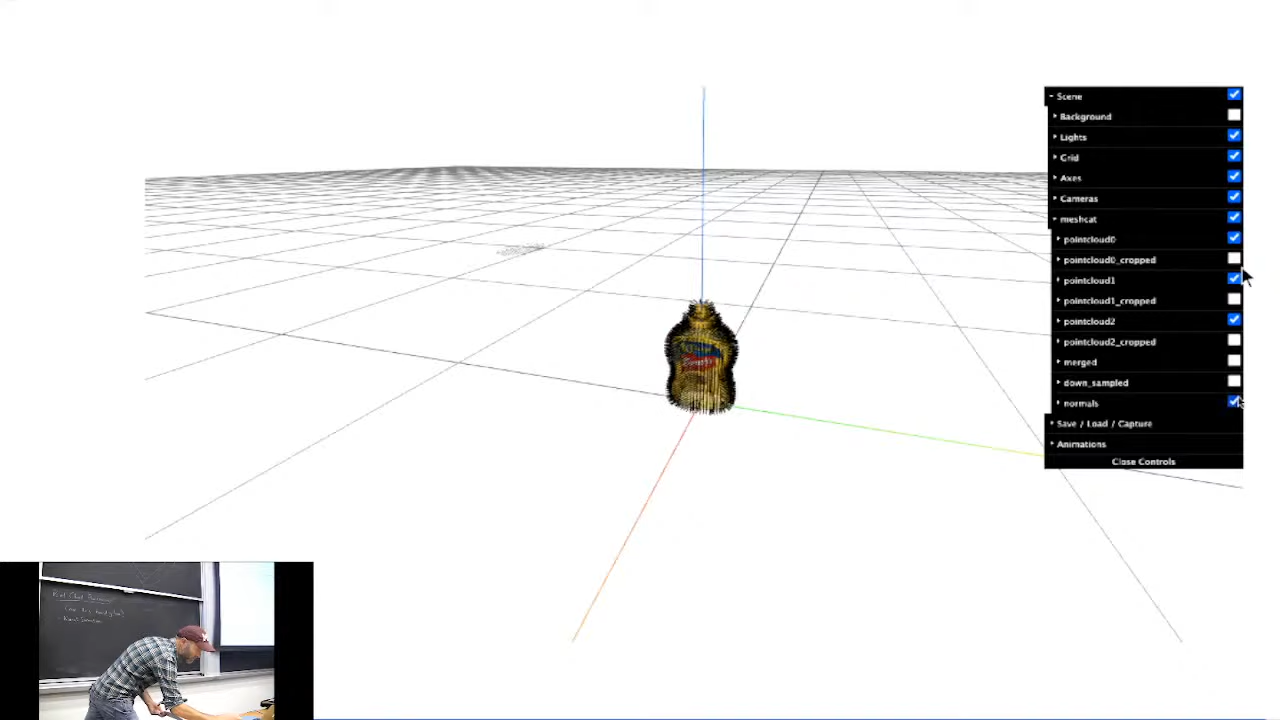 Scene
Background
Lights
Grid
Axes
Cameras
meshcat
pointcloud0
pointcloud0_cropped
pointcloud1
pointcloud1_cropped
pointcloud2
pointcloud2_cropped
merged
down_sampled
normals
Save / Load / Capture
Animations
Close Controls